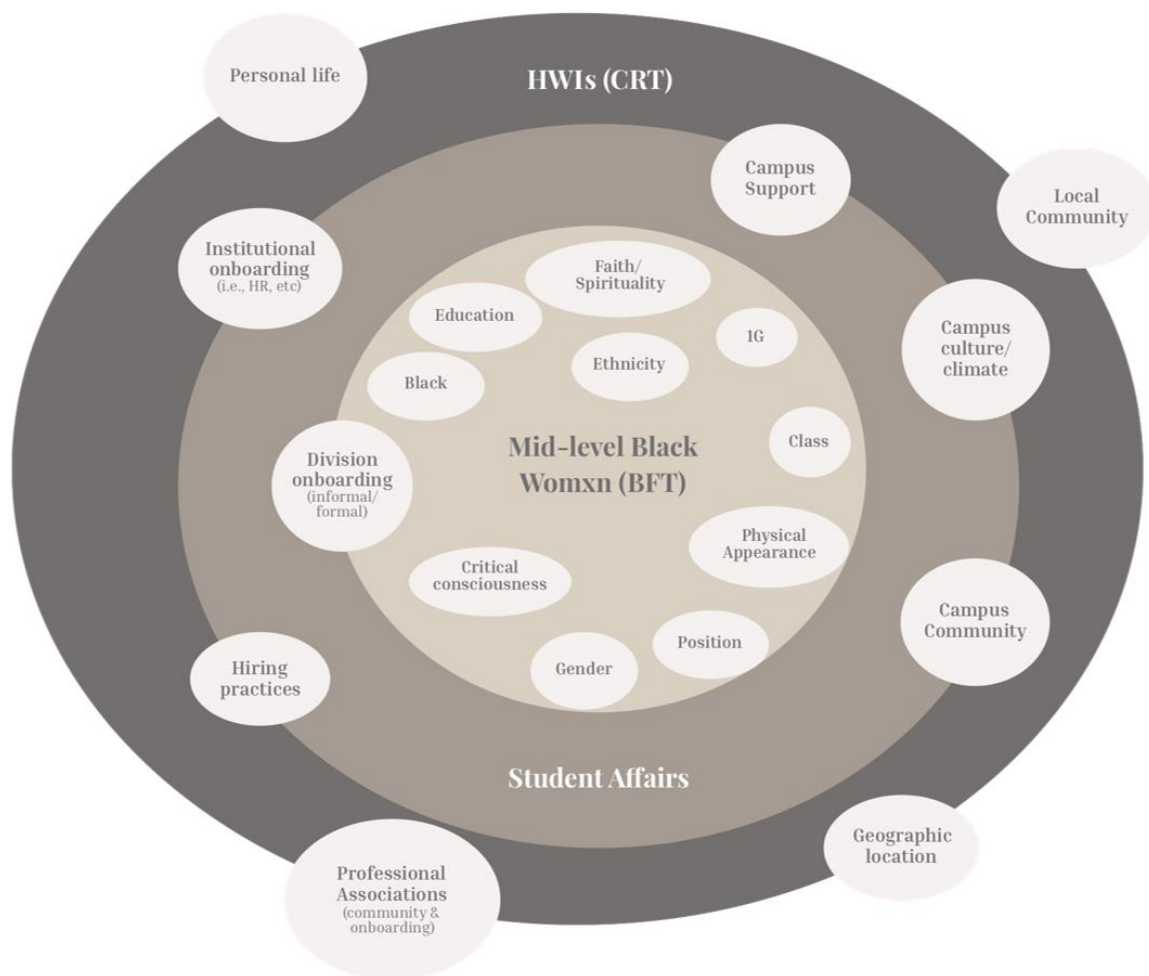 Personal life
HWIs (CRT)
Campus
Support
Local
Community
Institutional
onboarding
(i.e., HR, etc)
Faith/
Spirituality
Education
1G
Campus
culture/
climate
Ethnicity
Black
Class
Mid-level Black
Womxn (BFT)
Division
onboarding
(informal/
formal)
Physical
Appearance
Critical
consciousness
Campus
Community
Position
Gender
Hiring
practices
Student Affairs
Geographic
location
Professional
Associations
(community &
onboarding)